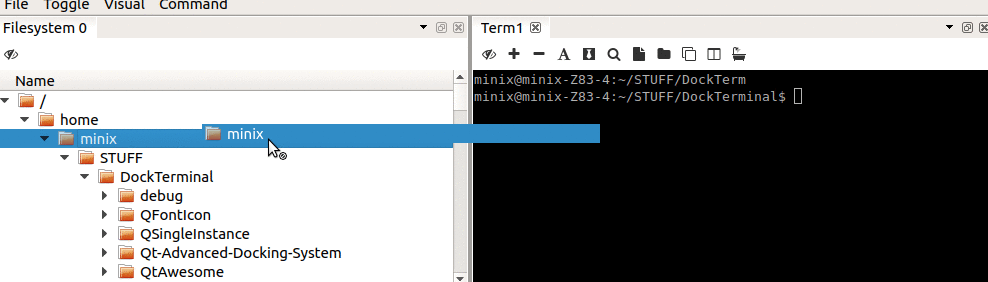 File Toggle Visual Command
Filesystem 0
Term1
Name
/
home
minix
minix
STUFF
DockTerminal
debug
QFontIcon
QSingleInstance
Qt-Advanced-Docking-System
QtAwesome
minix@minix-Z83-4:~/STUFF/DockTerm
minix@minix-Z83-4:~/STUFF/DockTerminal$